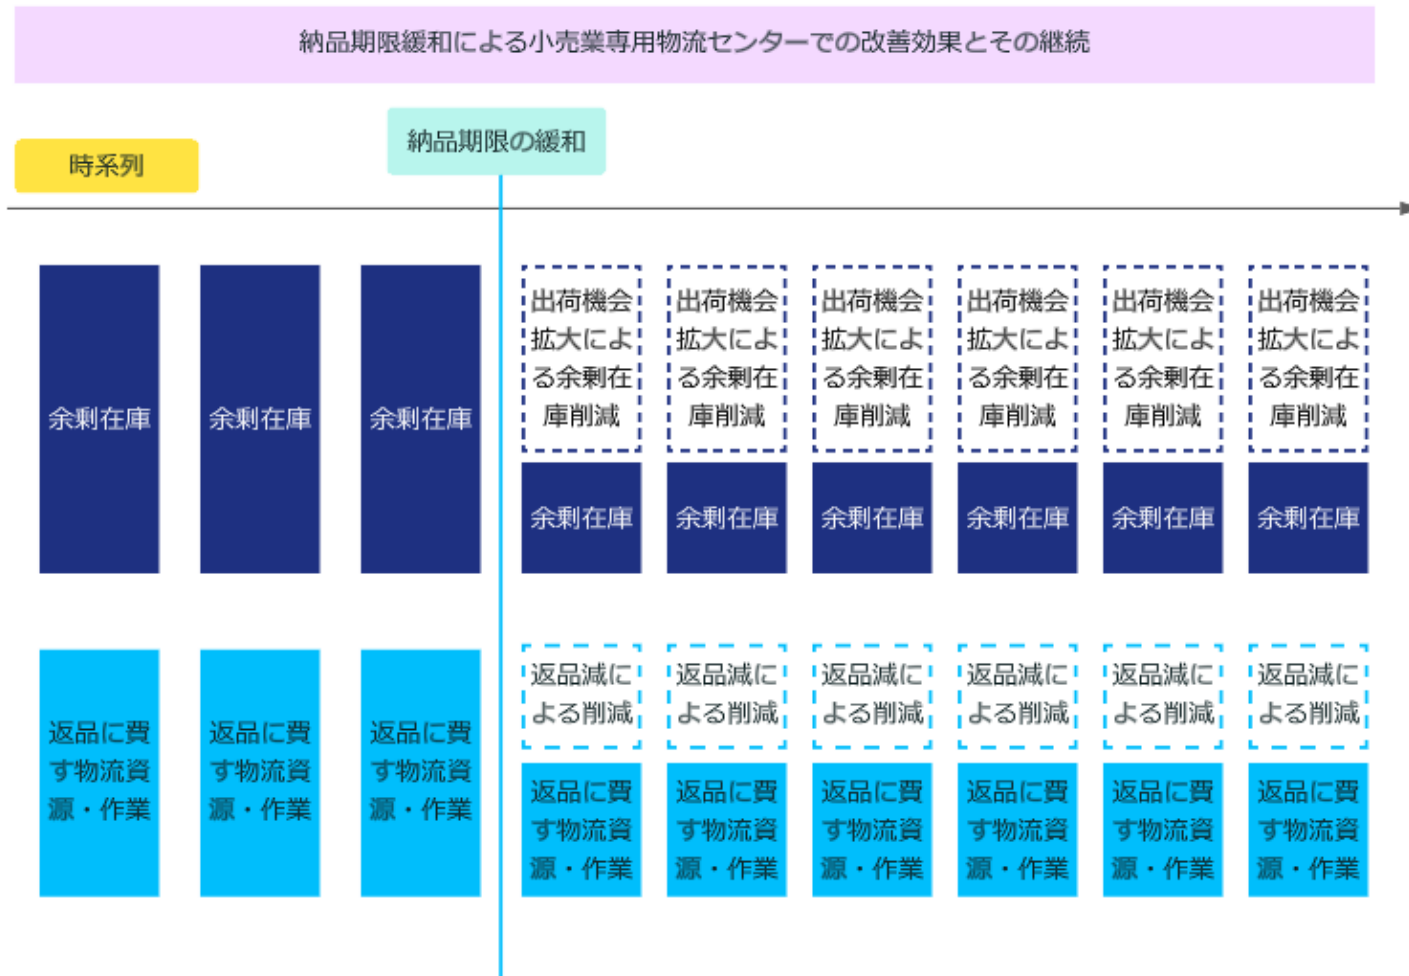 納品期限緩和による小売業専用物流センターでの改善効果とその継続
納品期限の緩和
時系列
余剰在庫
余剰在庫
余剰在庫
出荷機会
拡大によ
る余剰在
庫削減
出荷機会
拡大によ
る余剰在
庫削減
出荷機会
拡大によ
る余剰在
庫削減
出荷機会
拡大によ
る余剰在
庫削減
出荷機会
拡大によ
る余剰在
庫削減
出荷機会
拡大によ
る余剰在
庫削減
余剰在庫
余剰在庫
余剰在庫
余剰在庫
余剰在庫
余剰在庫
返品に費
す物流資
源・作業
返品に費
す物流資
源・作業
返品に費
す物流資
源・作業
返品減に
よる削減
返品減に
よる削減
返品減に
よる削減
返品減に
よる削減
返品減に
よる削減
返品減に
よる削減
返品に費
す物流資
源・作業
返品に費
す物流資
源・作業
返品に費
す物流資
源・作業
返品に費
す物流資
源・作業
返品に費
す物流資
源・作業
返品に費
す物流資
源・作業